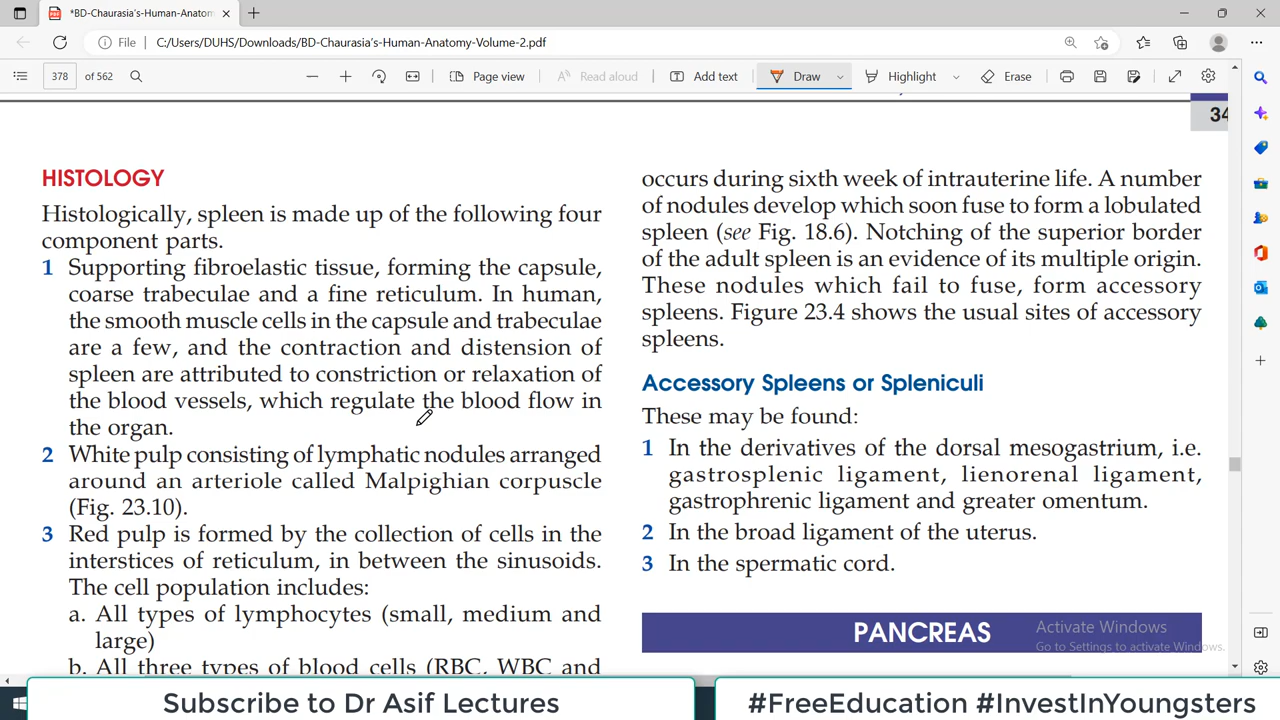 *BD-Chaurasia's-Human-Anatom
File
C:/Users/DUHS/Downloads/BD-Chaurasia's-Human-Anatomy-Volume-2.pdf
378 of 562
Page view
Read aloud
Add text
Draw
Highlight
Erase
34
HISTOLOGY
Histologically, spleen is made up of the following four
component parts.
1 Supporting fibroelastic tissue, forming the capsule,
coarse trabeculae and a fine reticulum. In human,
the smooth muscle cells in the capsule and trabeculae
are a few, and the contraction and distension of
spleen are attributed to constriction or relaxation of
the blood vessels, which regulate the blood flow in
the organ.
2 White pulp consisting of lymphatic nodules arranged
around an arteriole called Malpighian corpuscle
(Fig. 23.10).
3 Red pulp is formed by the collection of cells in the
interstices of reticulum, in between the sinusoids.
The cell population includes:
a. All types of lymphocytes (small, medium and
large)
b. All three types of blood cells (RBC, WBC and
occurs during sixth week of intrauterine life. A number
of nodules develop which soon fuse to form a lobulated
spleen (see Fig. 18.6). Notching of the superior border
of the adult spleen is an evidence of its multiple origin.
These nodules which fail to fuse, form accessory
spleens. Figure 23.4 shows the usual sites of accessory
spleens.
Accessory Spleens or Spleniculi
These may be found:
1 In the derivatives of the dorsal mesogastrium, i.e.
gastrosplenic ligament, lienorenal ligament,
gastrophrenic ligament and greater omentum.
2 In the broad ligament of the uterus.
3 In the spermatic cord.
PANCREAS
Activate Windows
Go to Settings to activate Windows.
Subscribe to Dr Asif Lectures
#FreeEducation #InvestInYoungsters